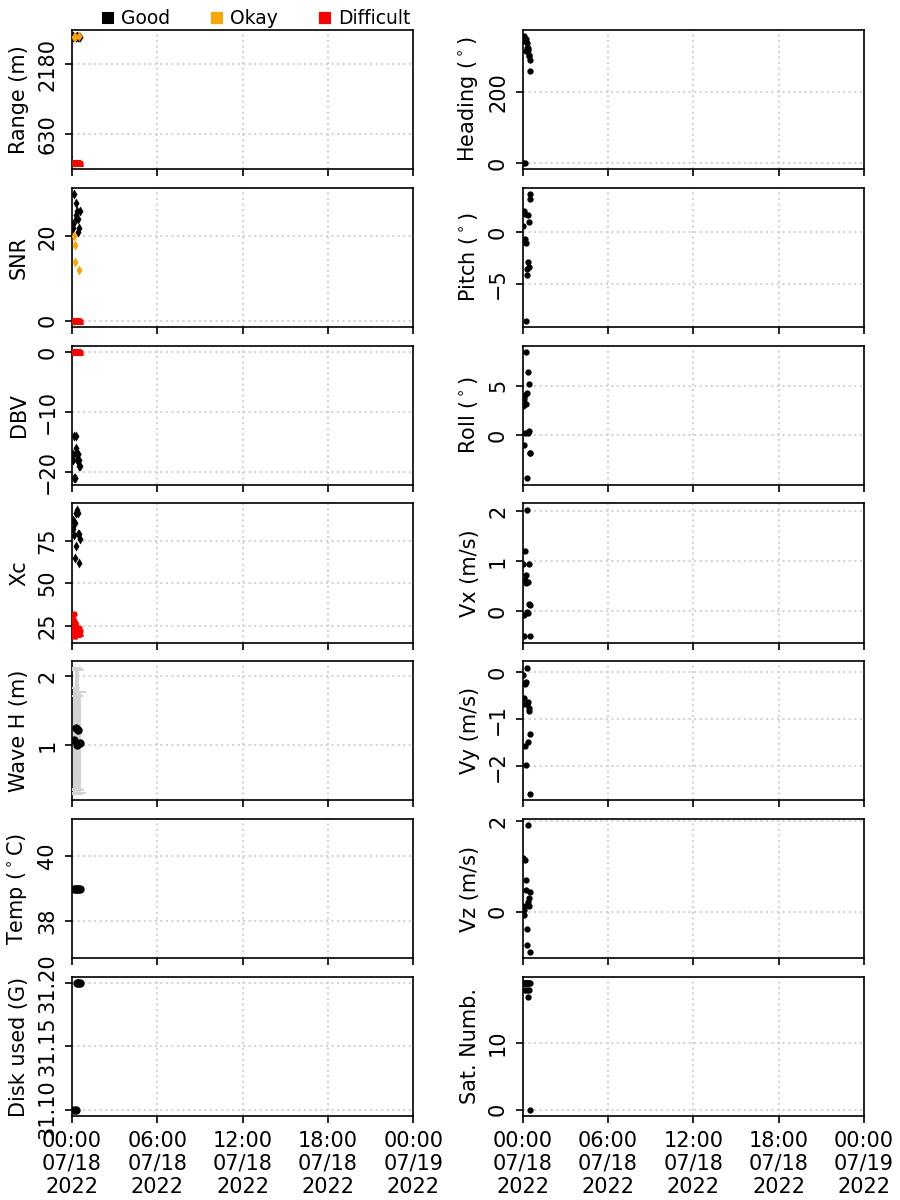 Good Okay Difficult
Range (m)
2180
630
Heading (°)
200
0
SNR
20
0
Pitch (°)
0
−5
DBV
0
−10
−20
Roll (°)
5
0
Xc
75
50
25
Vx (m/s)
2
1
0
Wave H (m)
2
1
Vy (m/s)
0
−1
−2
Temp (°C)
40
38
Vz (m/s)
2
0
Disk used (G)
31.20
31.15
31.10
Sat. Numb.
10
0
00:00 06:00 12:00 18:00 00:00
07/18 07/18 07/18 07/18 07/19
2022 2022 2022 2022 2022
00:00 06:00 12:00 18:00 00:00
07/18 07/18 07/18 07/18 07/19
2022 2022 2022 2022 2022